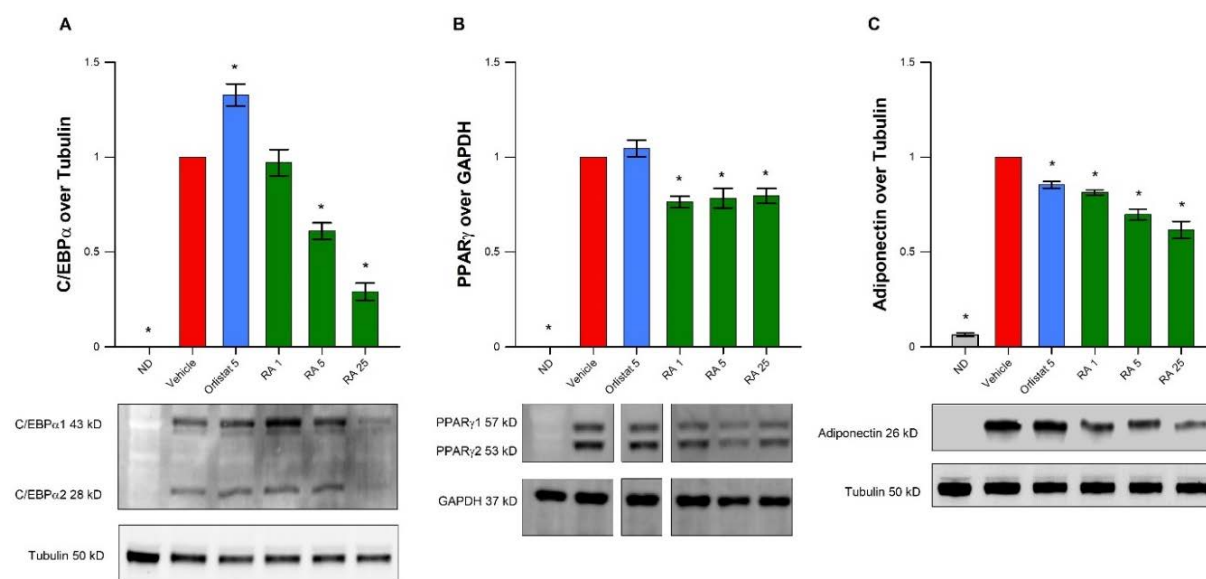 A
C/EBPα over Tubulin
1.5
1
0.5
0
*
*
*
*
ND
Vehicle
Orlistat 5
RA 1
RA 5
RA 25
C/EBPα1 43 kD
C/EBPα2 28 kD
Tubulin 50 kD
B
PPARγ over GAPDH
1.5
1
0.5
0
*
*
*
*
ND
Vehicle
Orlistat 5
RA 1
RA 5
RA 25
PPARγ1 57 kD
PPARγ2 53 kD
GAPDH 37 kD
C
Adiponectin over Tubulin
1.5
1
0.5
0
*
*
*
*
*
ND
Vehicle
Orlistat 5
RA 1
RA 5
RA 25
Adiponectin 26 kD
Tubulin 50 kD